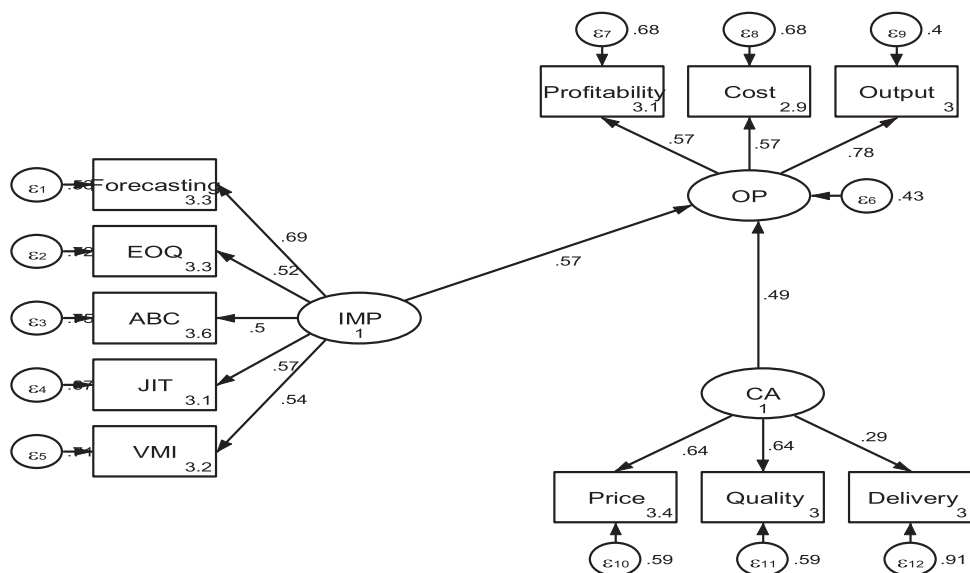 ε7 .68
ε8 .68
ε9 .4
Profitability 3.1
Cost 2.9
Output 3
.57
.57
.78
OP
ε6 .43
ε1
Forecasting 3.3
ε2
EOQ 3.3
ε3
ABC 3.6
ε4
JIT 3.1
ε5
VMI 3.2
.69
.52
.5
.57
.54
IMP
1
.57
.49
CA
1
.64
.64
.29
Price 3.4
Quality 3
Delivery 3
ε10 .59
ε11 .59
ε12 .91